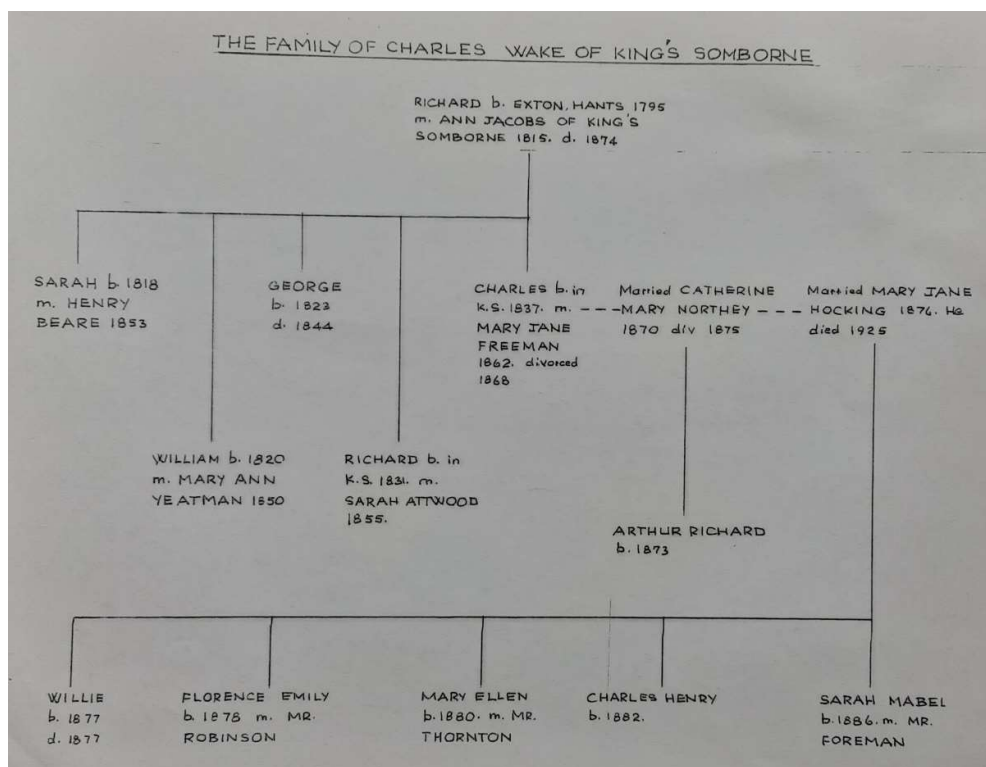 THE FAMILY OF CHARLES WAKE OF KING'S SOMBORNE
RICHARD b. EXTON, HANTS 1795
m. ANN JACOBS OF KING'S
SOMBORNE 1815. d. 1874
SARAH b. 1818
m. HENRY
BEARE 1853
GEORGE
b. 1823
d. 1844
CHARLES b. in
K.S. 1837. m. - - -
MARY JANE
FREEMAN
1862. divorced
1868
Married CATHERINE
MARY NORTHEY - - -
1870 div 1875
Married MARY JANE
HOCKING 1876. He
died 1925
WILLIAM b. 1820
m. MARY ANN
YEATMAN 1850
RICHARD b. in
K.S. 1831. m.
SARAH ATTWOOD
1855.
ARTHUR RICHARD
b. 1873
WILLIE
b. 1877
d. 1877
FLORENCE EMILY
b. 1878 m. MR.
ROBINSON
MARY ELLEN
b. 1880. m. MR.
THORNTON
CHARLES HENRY
b. 1882.
SARAH MABEL
b. 1886. m. MR.
FOREMAN